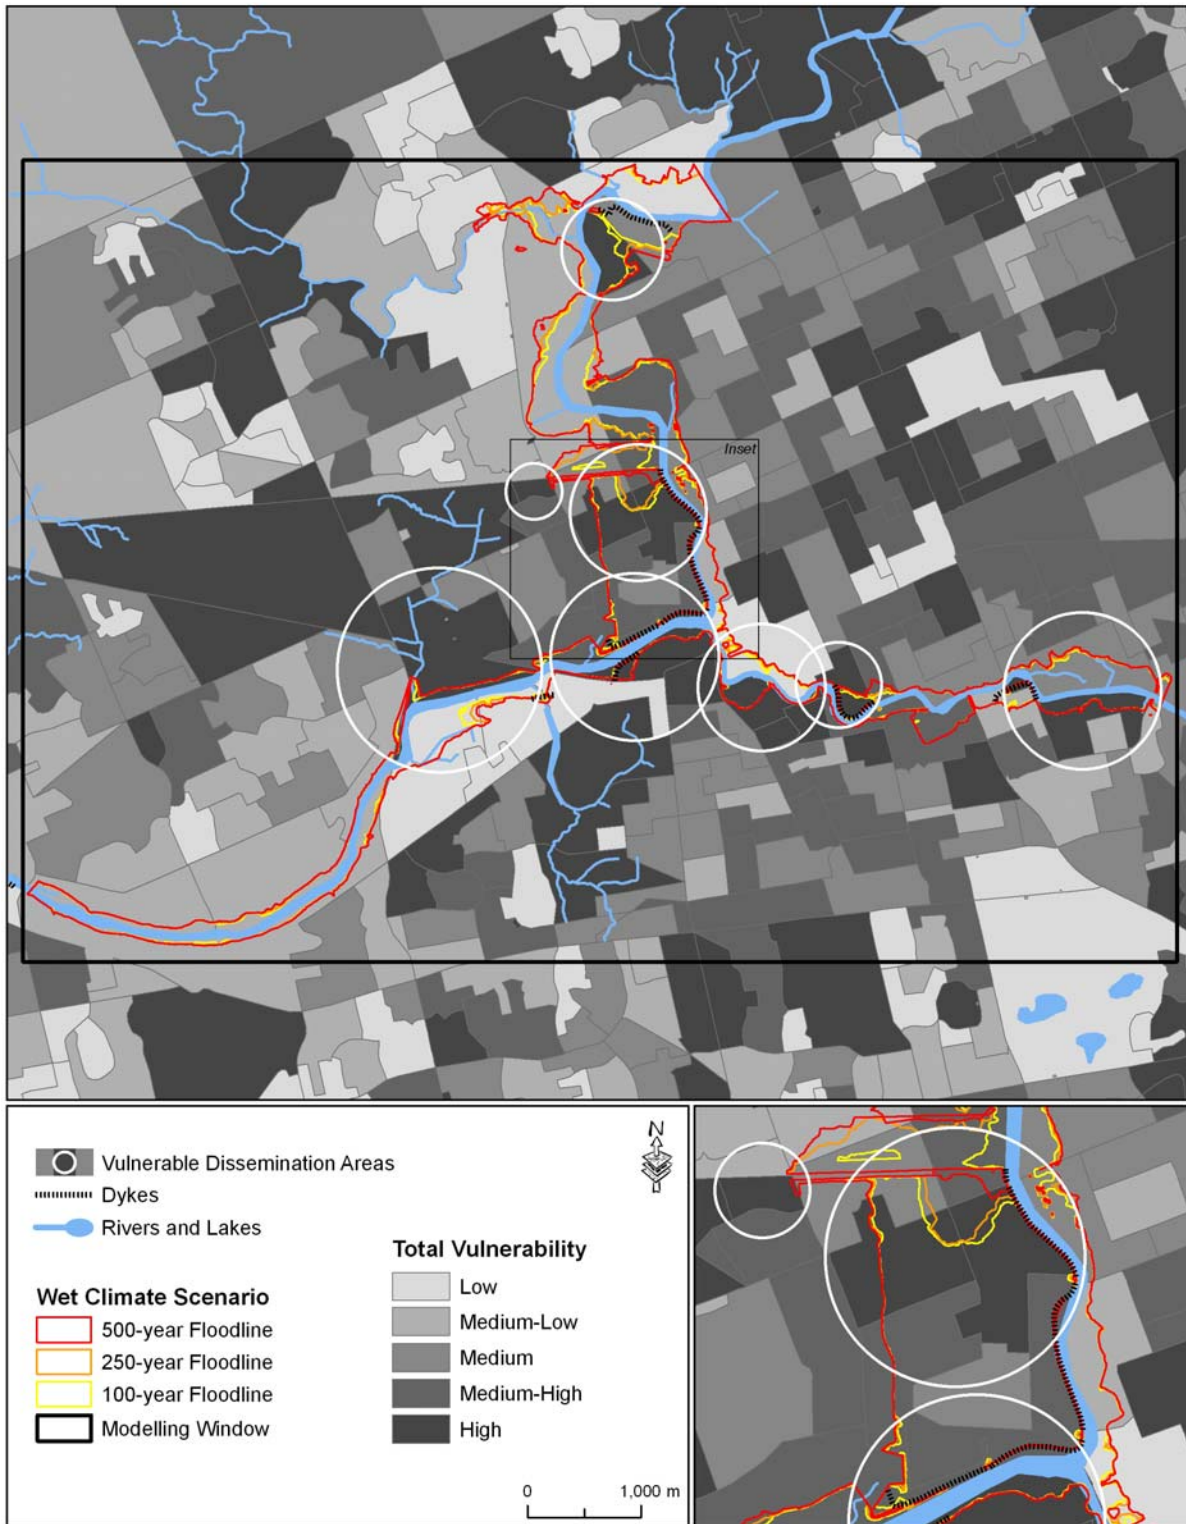 Inset
N
Vulnerable Dissemination Areas
Dykes
Rivers and Lakes
Wet Climate Scenario
500-year Floodline
250-year Floodline
100-year Floodline
Modelling Window
Total Vulnerability
Low
Medium-Low
Medium
Medium-High
High
0 1,000 m